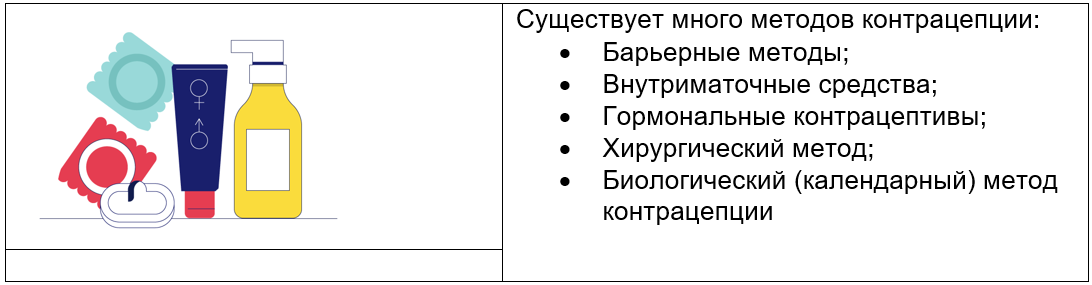 Существует много методов контрацепции:
• Барьерные методы;
• Внутриматочные средства;
• Гормональные контрацептивы;
• Хирургический метод;
• Биологический (календарный) метод
контрацепции